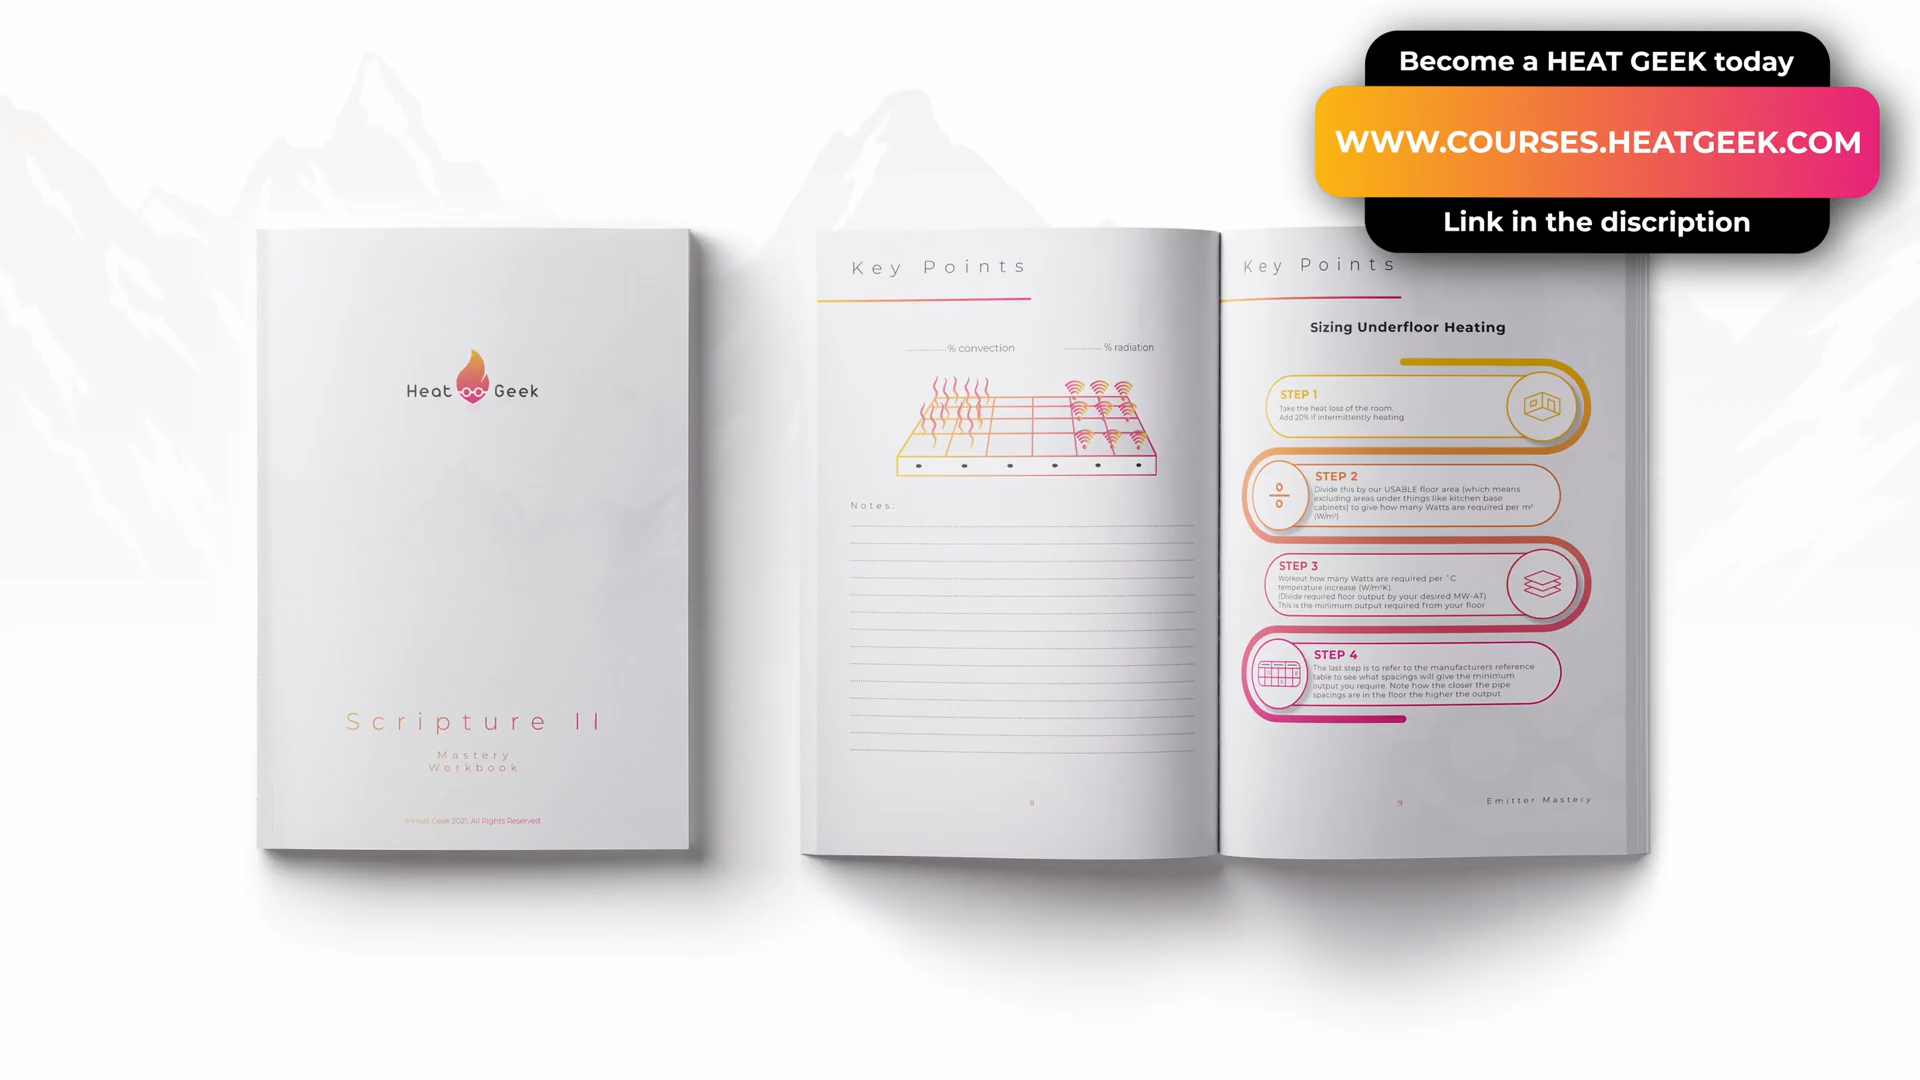 Become a HEAT GEEK today
WWW.COURSES.HEATGEEK.COM
Link in the discription
Heat Geek
Scripture II
Mastery
Workbook
© Heat Geek 2021. All Rights Reserved.
Key Points
...............% convection
..............% radiation
Notes:
8
Key Points
Sizing Underfloor Heating
STEP 1
Take the heat loss of the room.
Add 20% if intermittently heating
STEP 2
Divide this by our USABLE floor area (which means
excluding areas under things like kitchen base
cabinets) to give how many Watts are required per m²
(W/m²)
STEP 3
Workout how many Watts are required per °C
temperature increase (W/m²K).
(Divide required floor output by your desired MW-AT)
This is the minimum output required from your floor
STEP 4
The last step is to refer to the manufacturers reference
table to see what spacings will give the minimum
output you require. Note how the closer the pipe
spacings are in the floor the higher the output
9
Emitter Mastery